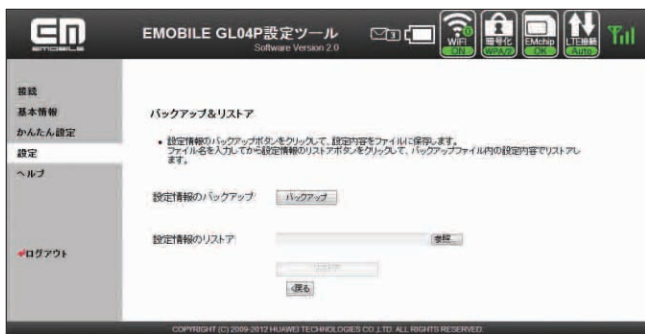 EM
EMOBILE
EMOBILE GL04P設定ツール
Software Version 2.0
3
WiFi
ON
暗号化
WPA/2
EMchip
OK
LTE接続
Auto
接続
基本情報
かんたん設定
設定
ヘルプ
ログアウト
バックアップ&リストア
設定情報のバックアップボタンをクリックして、設定内容をファイルに保存します。
ファイル名を入力してから設定情報のリストアボタンをクリックして、バックアップファイル内の設定内容でリストアし
ます。
設定情報のバックアップ
バックアップ
設定情報のリストア
参照...
リストア
<戻る
COPYRIGHT (C) 2009-2012 HUAWEI TECHNOLOGIES CO.,LTD. ALL RIGHTS RESERVED.